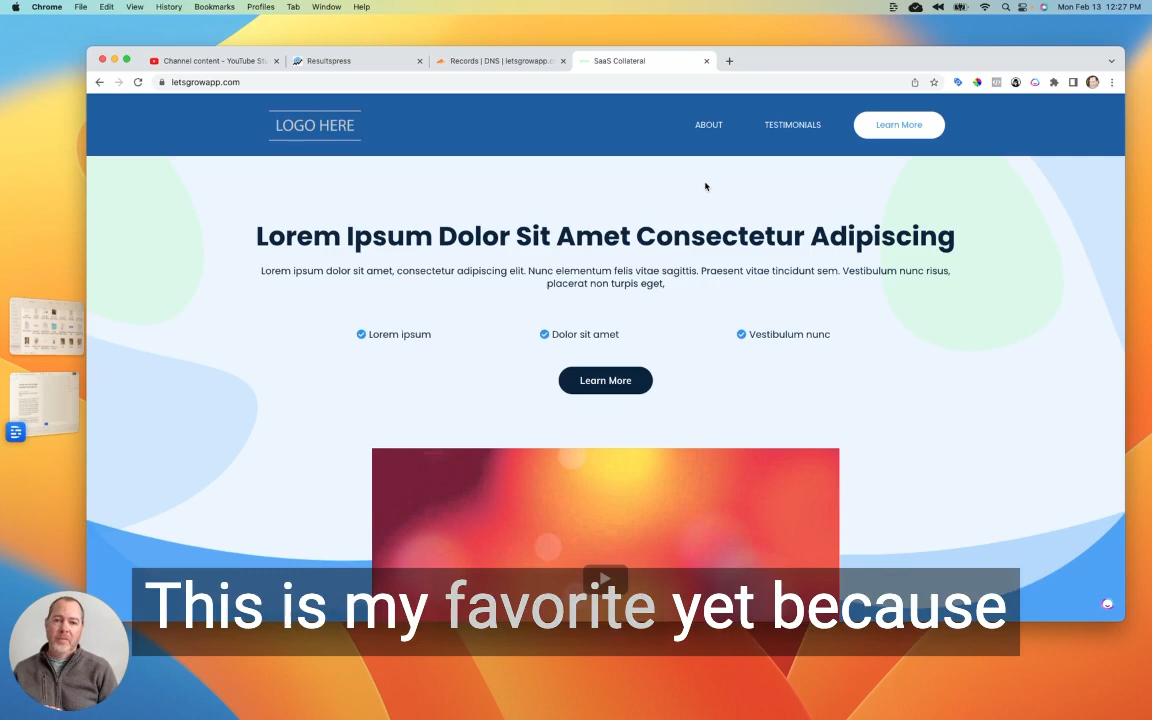 Chrome File Edit View History Bookmarks Profiles Tab Window Help
Mon Feb 13 12:27 PM
Channel content - YouTube Stu
Resultspress
Records | DNS | letsgrowapp.c
SaaS Collateral
letsgrowapp.com
LOGO HERE
ABOUT
TESTIMONIALS
Learn More
Lorem Ipsum Dolor Sit Amet Consectetur Adipiscing
Lorem ipsum dolor sit amet, consectetur adipiscing elit. Nunc elementum felis vitae sagittis. Praesent vitae tincidunt sem. Vestibulum nunc risus,
placerat non turpis eget,
Lorem ipsum
Dolor sit amet
Vestibulum nunc
Learn More
This is my favorite yet because